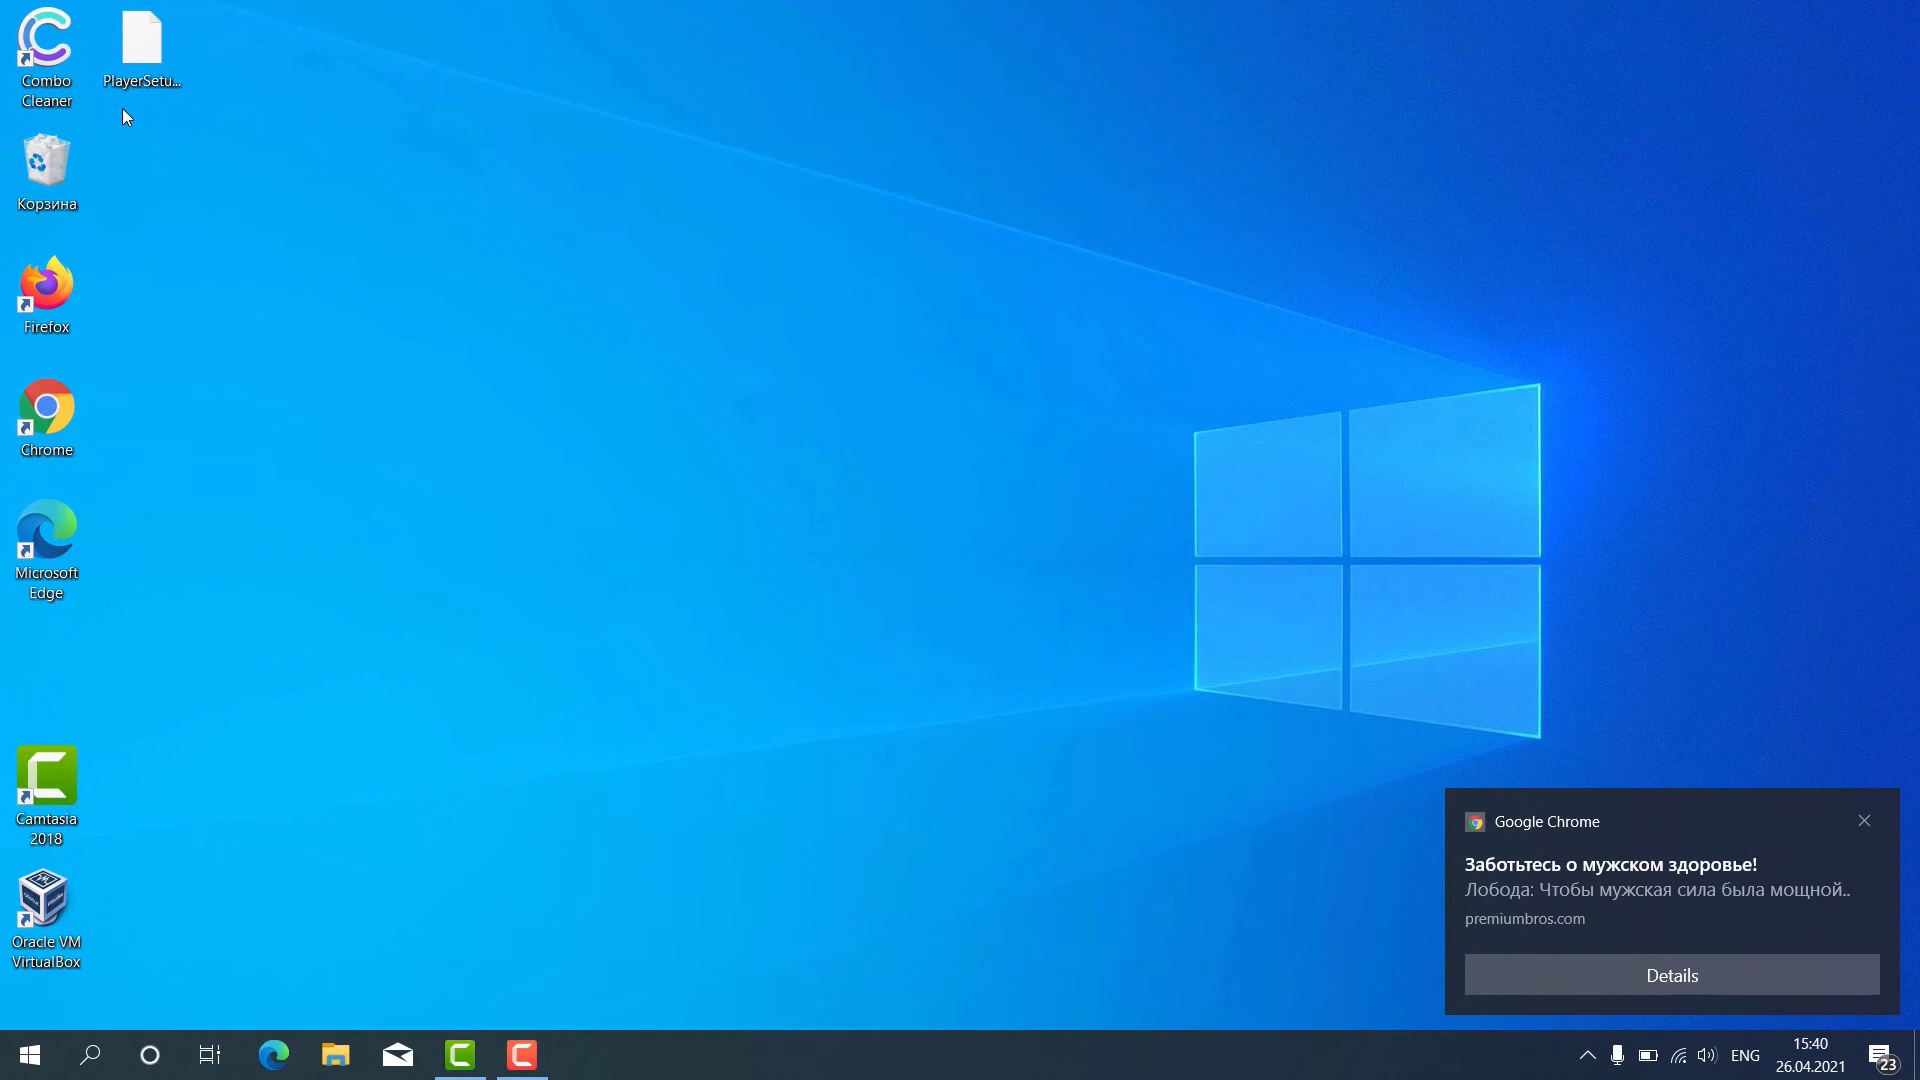 Combo
Cleaner
PlayerSetu...
Корзина
Firefox
Chrome
Microsoft
Edge
Camtasia
2018
Oracle VM
VirtualBox
Google Chrome
Заботьтесь о мужском здоровье!
Лобода: Чтобы мужская сила была мощной..
premiumbros.com
Details
ENG
15:40
26.04.2021
23